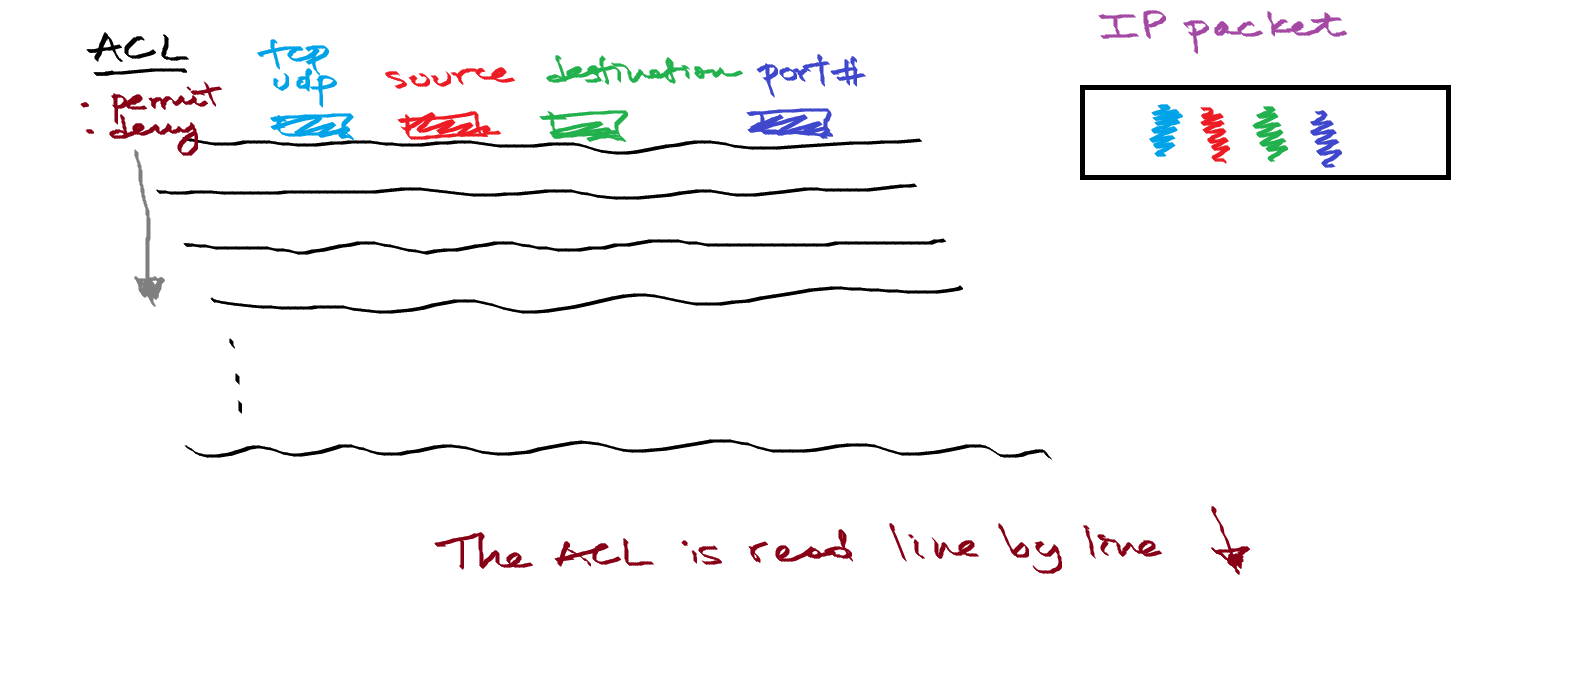 ACL
• permit
• deny
tcp
udp
source
destination
port#
IP packet
The ACL is read line by line